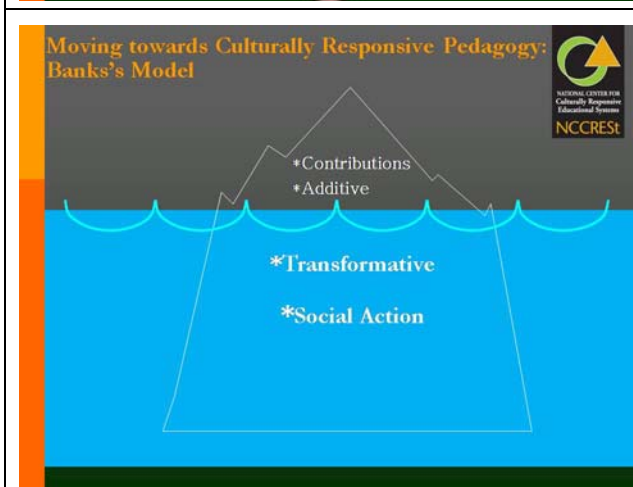 Moving towards Culturally Responsive Pedagogy:
Banks's Model
NATIONAL CENTER FOR
Culturally Responsive
Educational Systems
NCCRESt
*Contributions
*Additive
*Transformative
*Social Action